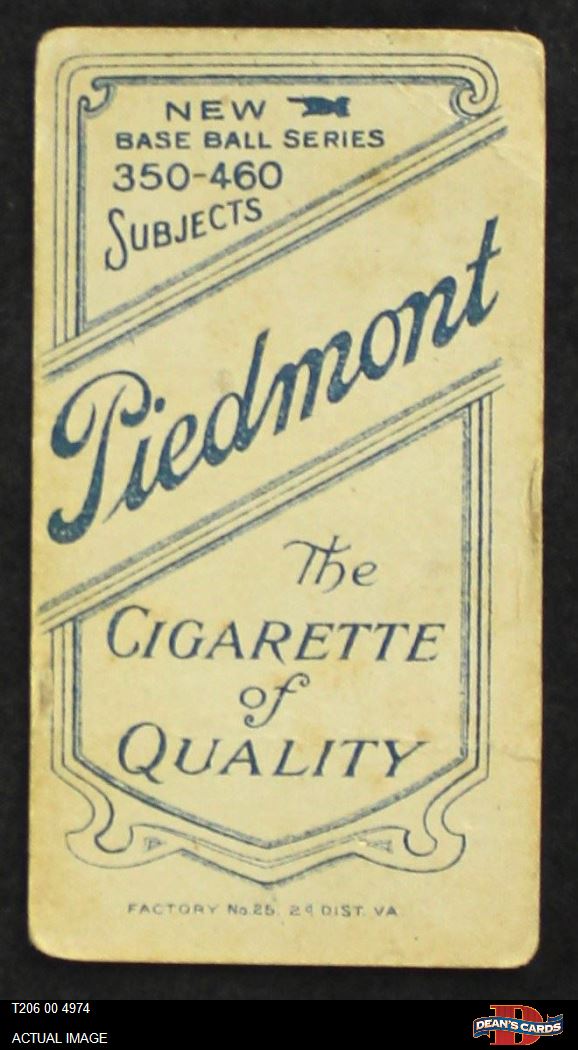 NEW
BASE BALL SERIES
350-460
SUBJECTS
Piedmont
The
CIGARETTE
of
QUALITY
FACTORY No. 25, 2d DIST. VA.
T206 00 4974
ACTUAL IMAGE
D
DEAN'S CARDS